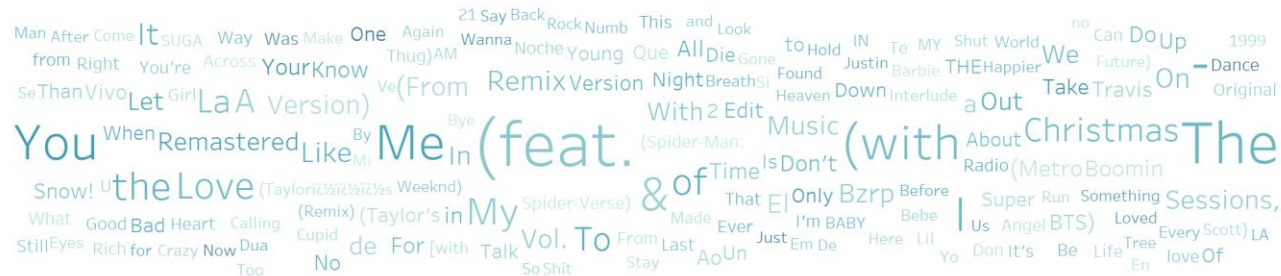 21 Say Back Rock Numb This and Look no
Man After Come It SUGA Way Was Make One Again Wanna Can Do Up 1999
Thug) AM Noche Young Que All Die Gone to Hold IN Te MY Shut World We Future) - Dance
from Right You're Across Your Know Justin Barbie THE Happier On
Se Than Vivo Let Girl La A Version) ve (From Remix Version Night Breath Si Found Heaven Down Interlude a Out Take Travis Original
With 2 Edit
You When Remastered Like By Mi Me Bye In (feat. (Spider-Man: Music (with About Christmas The
Time Is Don't Radio (Metro Boomin
Snow! U the Love (Taylorï¿½ï¿½s Weeknd) & of That El Only Bzrp Before Super Run Something Sessions,
What Good Bad Heart Calling (Remix) (Taylor's in My Spider-Verse) Made Ever I'm BABY Bebe I Us Angel BTS) Loved
Still Eyes Rich for Crazy Now Dua Cupid de For [with Talk Vol. To From Last Just Em De Here Lil Every Scott) LA
Too No So Shit Stay Ao Un Yo Don It's Be Life Tree En love Of